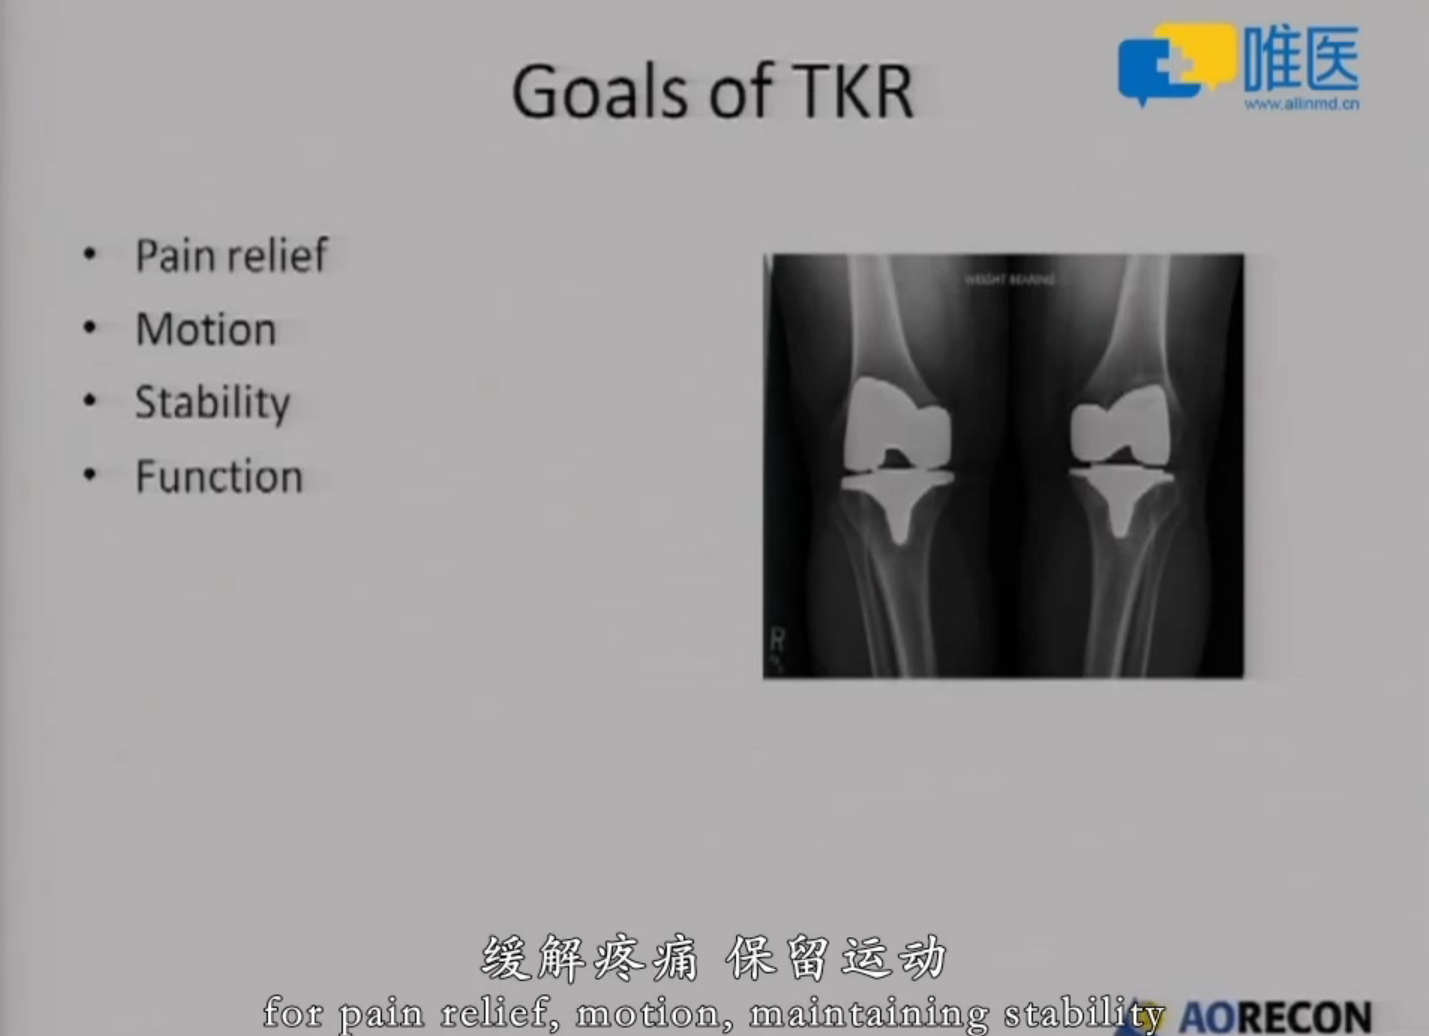 Goals of TKR
唯医
www.allinmd.cn
• Pain relief
• Motion
• Stability
• Function
WEIGHT BEARING
R
缓解疼痛 保留运动
for pain relief, motion, maintaining stability
AORECON